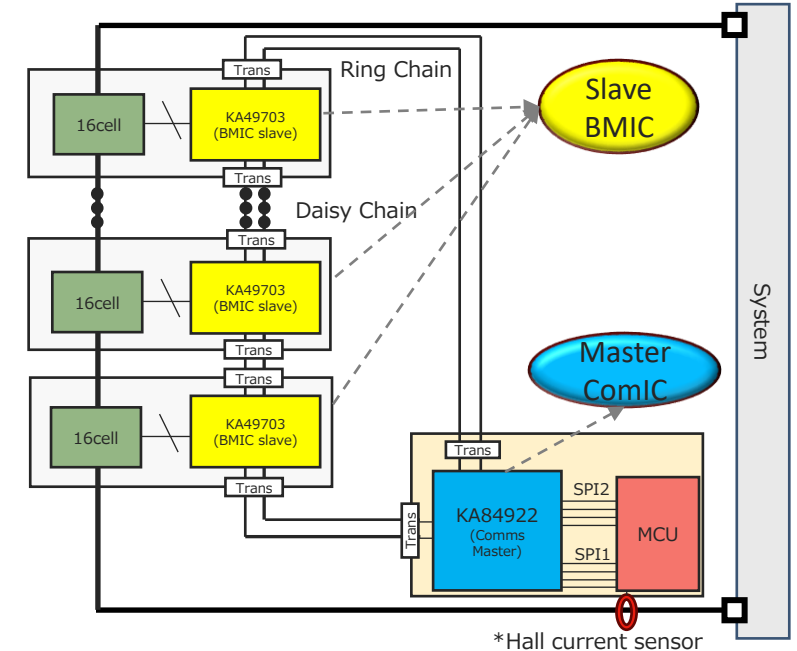 Trans
Ring Chain
Slave
BMIC
16cell
KA49703
(BMIC slave)
Trans
Daisy Chain
Trans
16cell
KA49703
(BMIC slave)
System
Trans
Master
ComIC
Trans
16cell
KA49703
(BMIC slave)
Trans
Trans
Trans
KA84922
(Comms
Master)
SPI2
SPI1
MCU
*Hall current sensor